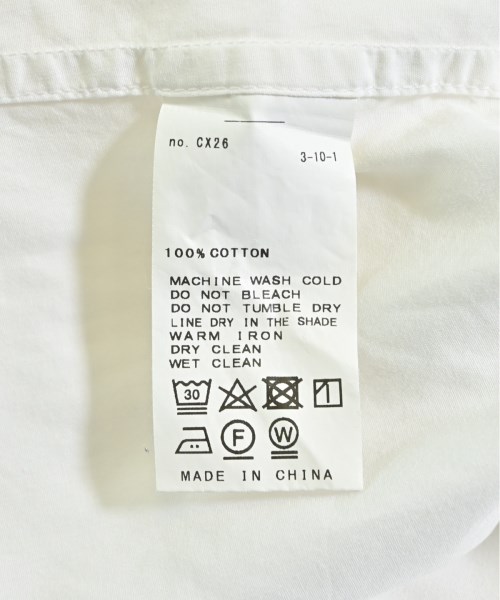 no. CX26
3-10-1
100% COTTON
MACHINE WASH COLD
DO NOT BLEACH
DO NOT TUMBLE DRY
LINE DRY IN THE SHADE
WARM IRON
DRY CLEAN
WET CLEAN
30
F W
MADE IN CHINA